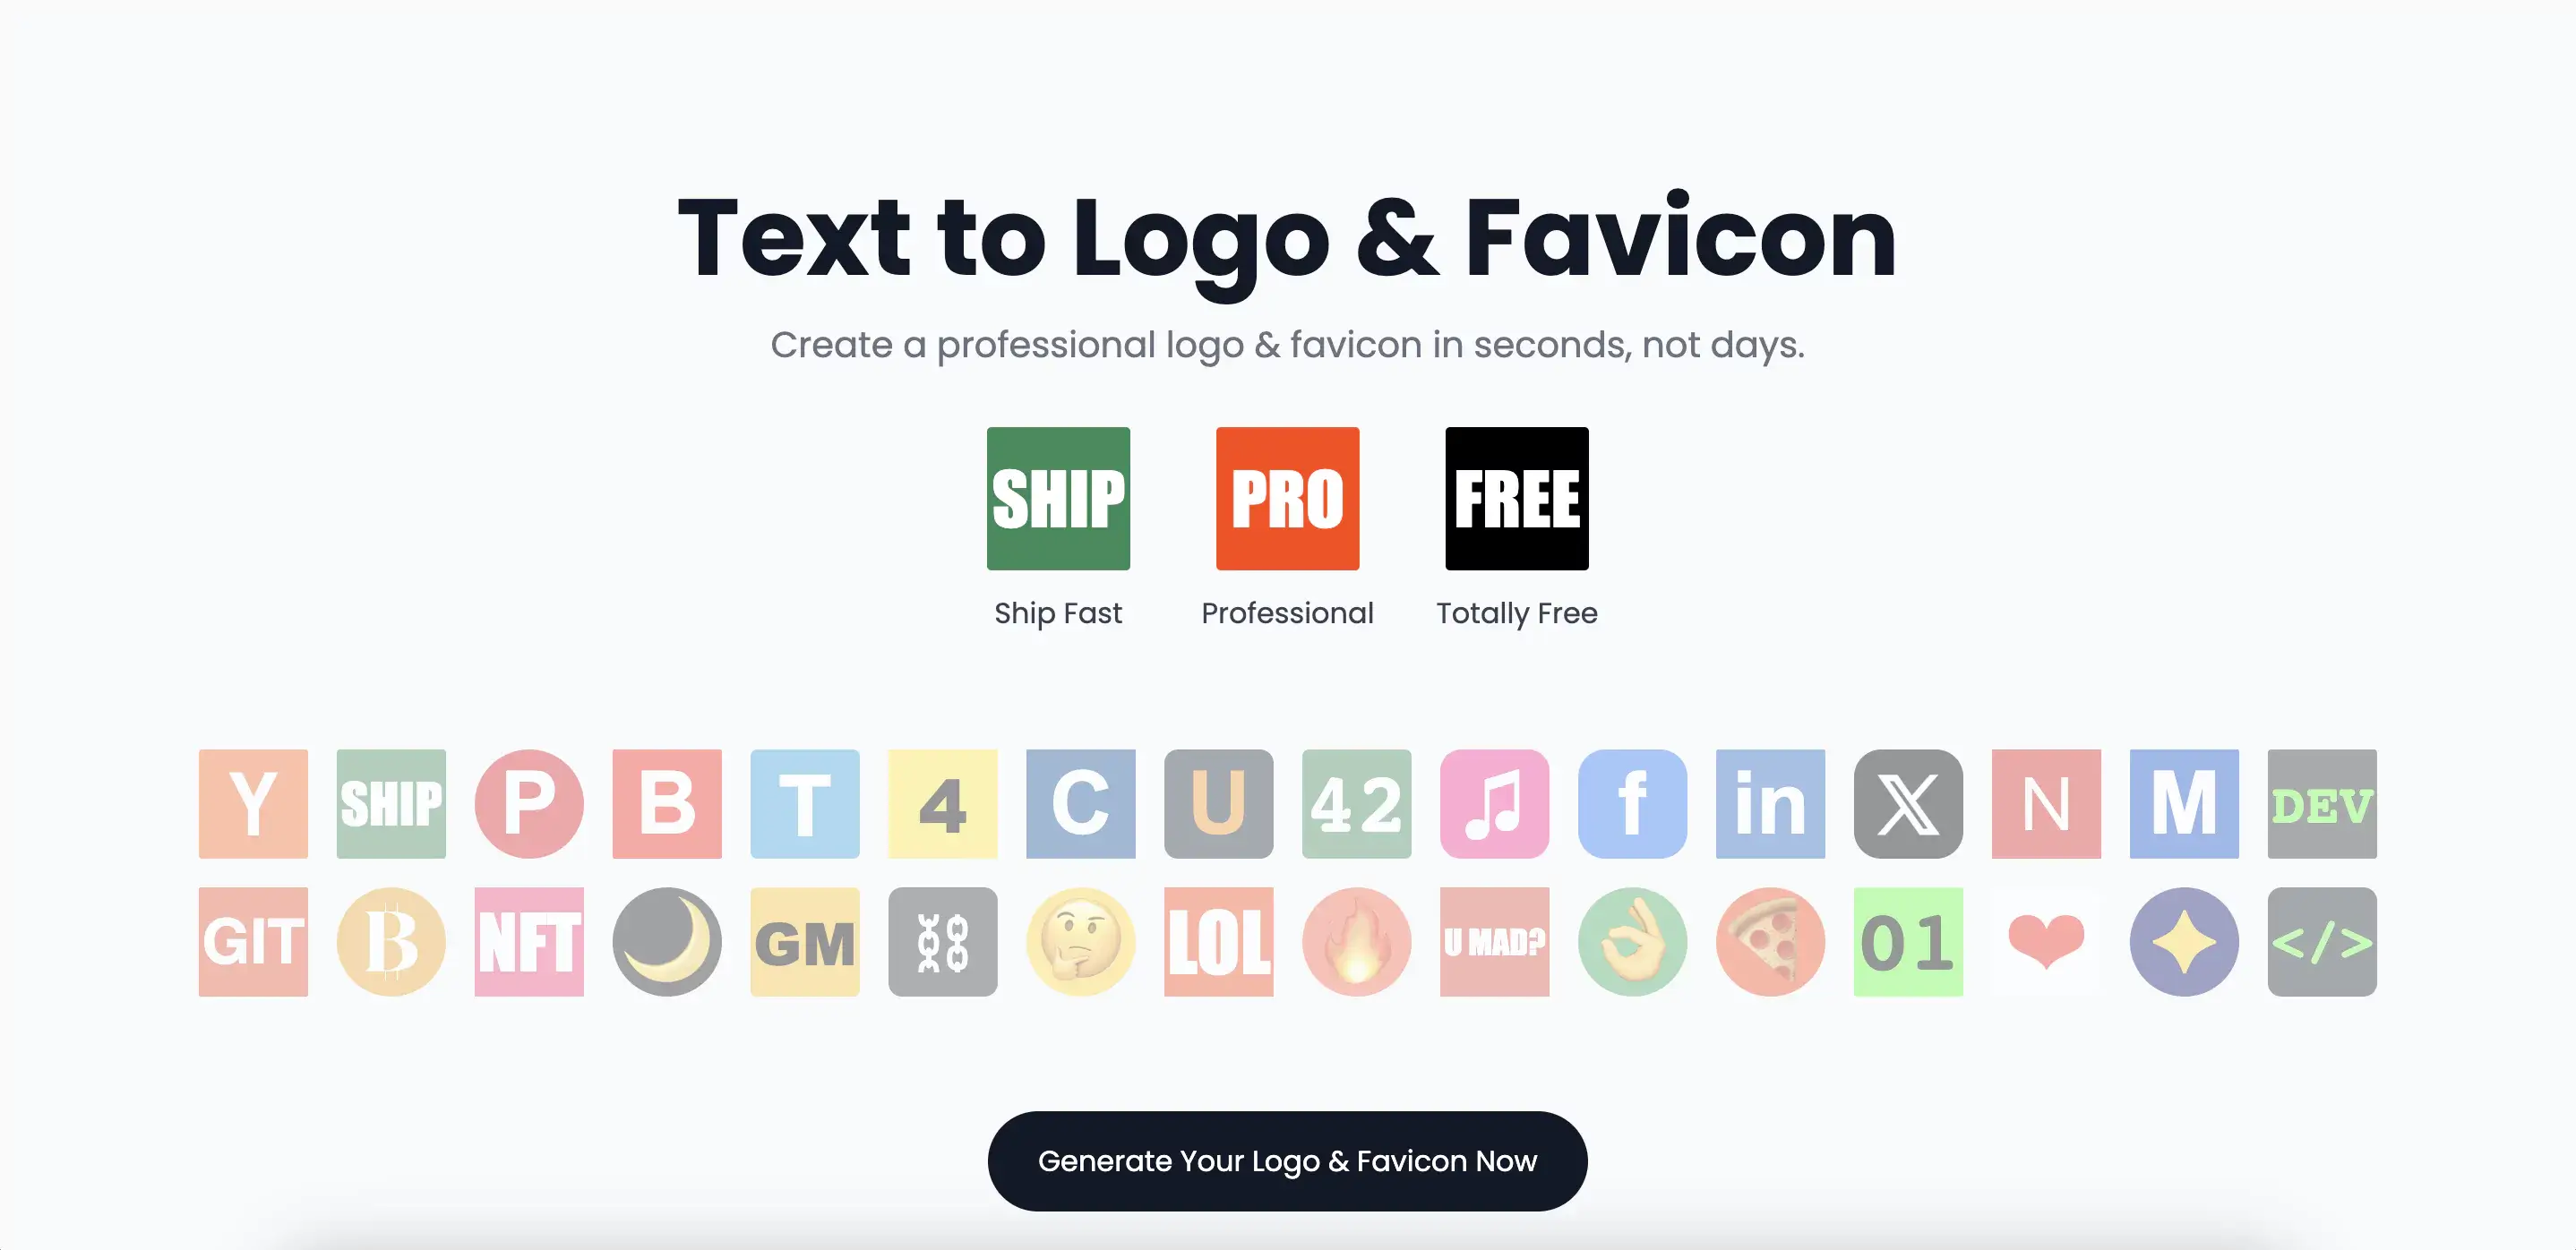 Text to Logo & Favicon
Create a professional logo & favicon in seconds, not days.
SHIP PRO FREE
Ship Fast Professional Totally Free
Y SHIP P B T 4 C U 42 f in X N M DEV
GIT B NFT GM LOL U MAD? 01 </>
Generate Your Logo & Favicon Now